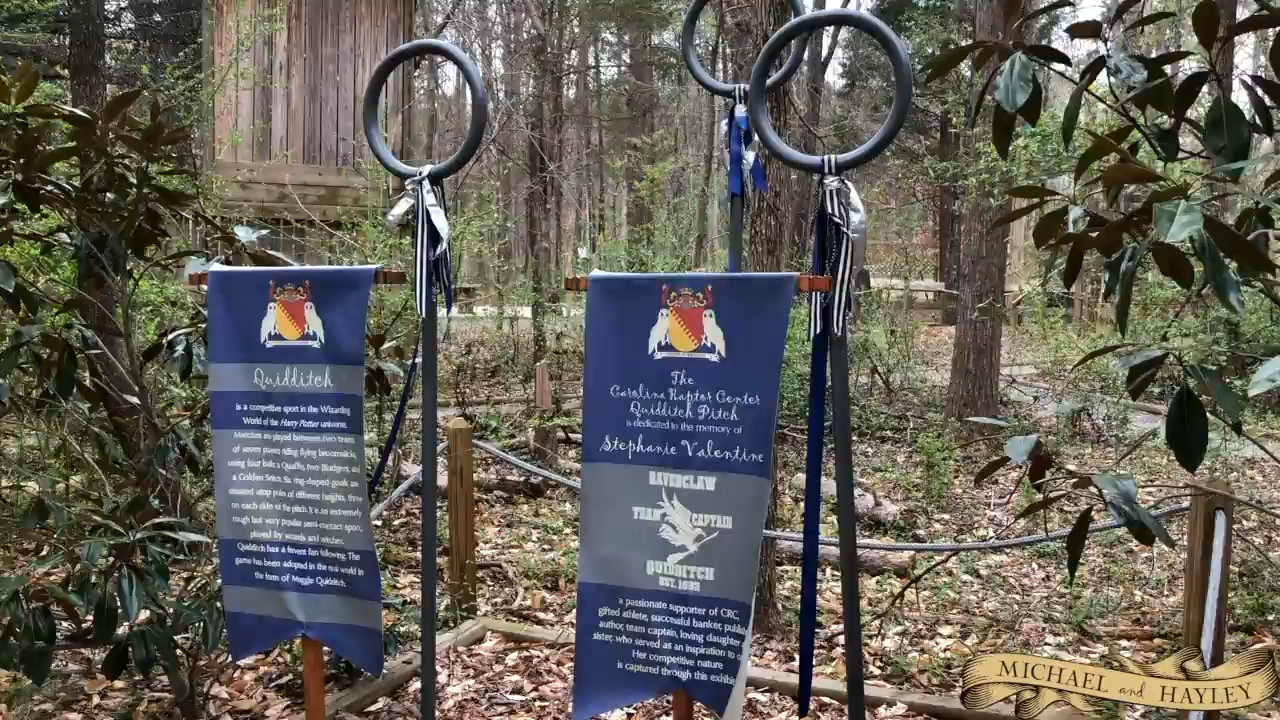 Quidditch
is a competitive sport in the Wizarding
World of the Harry Potter universe.
Matches are played between two teams
of seven players riding flying broomsticks,
using four balls: a Quaffle, two Bludgers, and
a Golden Snitch. Six ring-shaped goals are
situated atop poles of different heights, three
on each side of the pitch. It is an extremely
rough but very popular semi-contact sport,
played by wizards and witches.
Quidditch has a fervent fan following. The
game has been adopted in the real world in
the form of Muggle Quidditch.
The
Carolina Raptor Center
Quidditch Pitch
is dedicated to the memory of
Stephanie Valentine
RAVENCLAW
TEAM CAPTAIN
QUIDDITCH
EST. 1092
a passionate supporter of CRC,
gifted athlete, successful banker,
author, team captain, loving daughter
sister, who served as an inspiration to
Her competitive nature
is captured through this exhibit
MICHAEL and HAYLEY